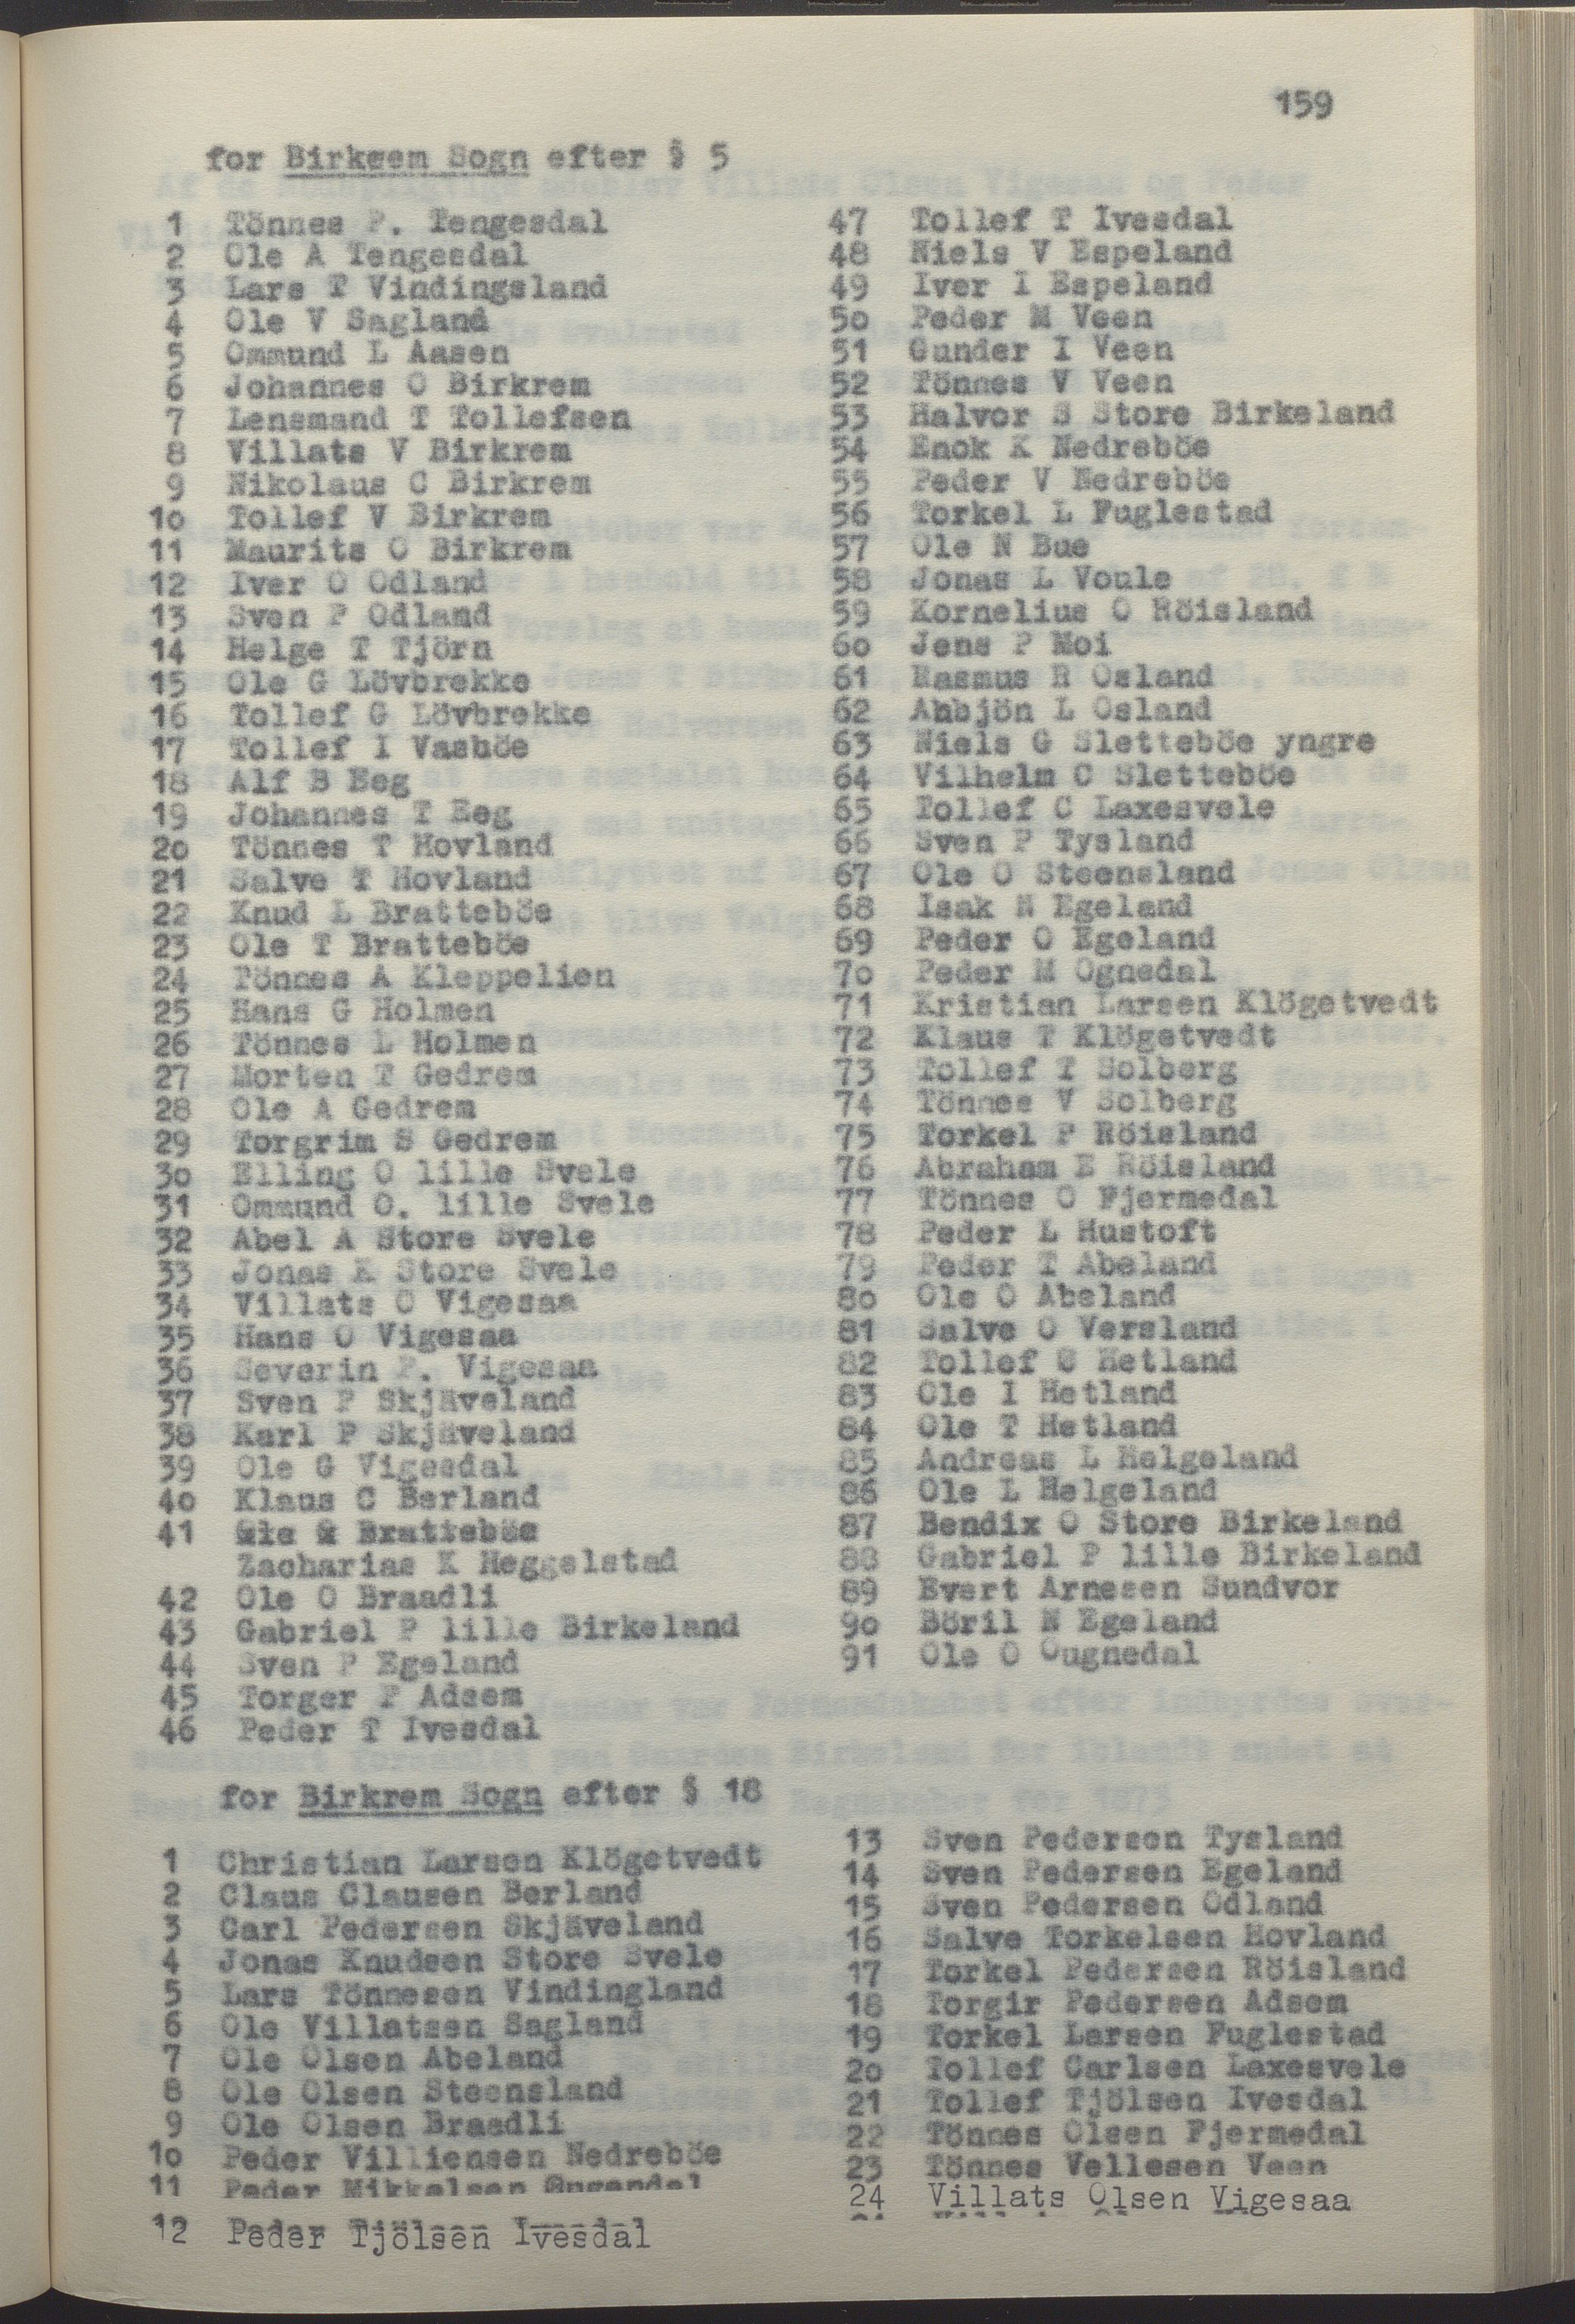 159
for Birkrem Sogn efter § 5
1 Tönnes P. Tengesdal
2 Ole A Tengesdal
3 Lars T Vindingsland
4 Ole V Sagland
5 Ommund L Aasen
6 Johannes O Birkrem
7 Lensmand T Tollefsen
8 Villats V Birkrem
9 Nikolaus C Birkrem
1o Tollef V Birkrem
11 Maurits O Birkrem
12 Iver O Odland
13 Sven P Odland
14 Helge T Tjörn
15 Ole G Lövbrekke
16 Tollef G Lövbrekke
17 Tollef I Vasböe
18 Alf B Eeg
19 Johannes T Eeg
2o Tönnes T Hovland
21 Salve T Hovland
22 Knud L Bratteböe
23 Ole T Bratteböe
24 Tönnes A Kleppelien
25 Hans G Holmen
26 Tönnes L Holmen
27 Morten T Gedrem
28 Ole A Gedrem
29 Torgrim S Gedrem
3o Elling O lille Svele
31 Ommund O. lille Svele
32 Abel A Store Svele
33 Jonas K Store Svele
34 Villats O Vigesaa
35 Hans O Vigesaa
36 Severin P. Vigesaa
37 Sven P Skjäveland
38 Karl P Skjäveland
39 Ole G Vigesdal
4o Klaus C Berland
41 Bratteböe
Zacharias K Heggelstad
42 Ole O Braadli
43 Gabriel P lille Birkeland
44 Sven P Egeland
45 Torger P Adsem
46 Peder T Ivesdal
47 Tollef T Ivesdal
48 Niels V Espeland
49 Iver I Espeland
5o Peder M Veen
51 Gunder I Veen
52 Tönnes V Veen
53 Halvor S Store Birkeland
54 Enok K Nedreböe
55 Peder V Nedreböe
56 Torkel L Fuglestad
57 Ole N Bue
58 Jonas L Voule
59 Kornelius O Röisland
6o Jens P Moi
61 Rasmus R Osland
62 Abbjön L Osland
63 Niels G Sletteböe yngre
64 Vilhelm C Sletteböe
65 Tollef C Laxesvele
66 Sven P Tysland
67 Ole O Steensland
68 Isak N Egeland
69 Peder O Egeland
7o Peder M Ognedal
71 Kristian Larsen Klögetvedt
72 Klaus T Klögetvedt
73 Tollef T Solberg
74 Tönnes V Solberg
75 Torkel P Röisland
76 Abraham E Röisland
77 Tönnes O Fjermedal
78 Peder L Hustoft
79 Peder T Abeland
8o Ole O Abeland
81 Salve O Versland
82 Tollef S Hetland
83 Ole I Hetland
84 Ole T Hetland
85 Andreas L Helgeland
86 Ole L Helgeland
87 Bendix O Store Birkeland
88 Gabriel P lille Birkeland
89 Evert Arnesen Sundvor
9o Böril N Egeland
91 Ole O Ougnedal
for Birkrem Sogn efter § 18
1 Christian Larsen Klögetvedt
2 Claus Clausen Berland
3 Carl Pedersen Skjäveland
4 Jonas Knudsen Store Svele
5 Lars Tönnesen Vindingland
6 Ole Villatsen Sagland
7 Ole Olsen Abeland
8 Ole Olsen Steensland
9 Ole Olsen Braadli
1o Peder Villiensen Nedreböe
11 Peder Mikkelsen
12 Peder Tjölsen Ivesdal
13 Sven Pedersen Tysland
14 Sven Pedersen Egeland
15 Sven Pedersen Odland
16 Salve Torkelsen Hovland
17 Torkel Pedersen Röisland
18 Torgir Pedersen Adsem
19 Torkel Larsen Fuglestad
2o Tollef Carlsen Laxesvele
21 Tollef Tjölsen Ivesdal
22 Tönnes Olsen Fjermedal
23 Tönnes Vellesen Veen
24 Villats Olsen Vigesaa